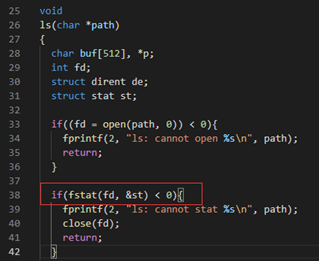 25 void
26 ls(char *path)
27 {
28 char buf[512], *p;
29 int fd;
30 struct dirent de;
31 struct stat st;
32
33 if((fd = open(path, 0)) < 0){
34 fprintf(2, "ls: cannot open %s\n", path);
35 return;
36 }
37
38 if(fstat(fd, &st) < 0){
39 fprintf(2, "ls: cannot stat %s\n", path);
40 close(fd);
41 return;
42 }